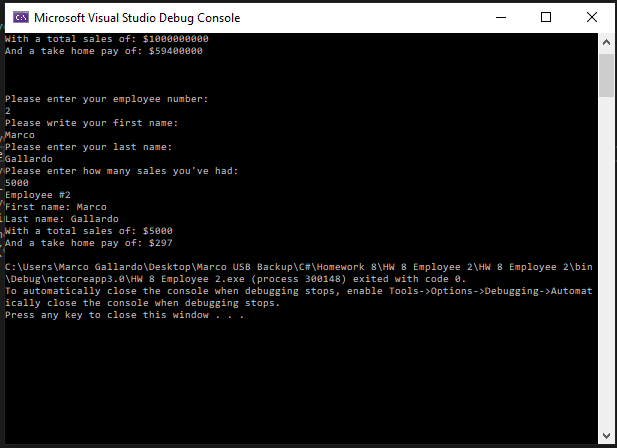 Microsoft Visual Studio Debug Console
With a total sales of: $1000000000
And a take home pay of: $59400000
Please enter your employee number:
2
Please write your first name:
Marco
Please enter your last name:
Gallardo
Please enter how many sales you've had:
5000
Employee #2
First name: Marco
Last name: Gallardo
With a total sales of: $5000
And a take home pay of: $297
C:\Users\Marco Gallardo\Desktop\Marco USB Backup\C#\Homework 8\HW 8 Employee 2\HW 8 Employee 2\bin
\Debug\netcoreapp3.0\HW 8 Employee 2.exe (process 300148) exited with code 0.
To automatically close the console when debugging stops, enable Tools->Options->Debugging->Automat
ically close the console when debugging stops.
Press any key to close this window . . .